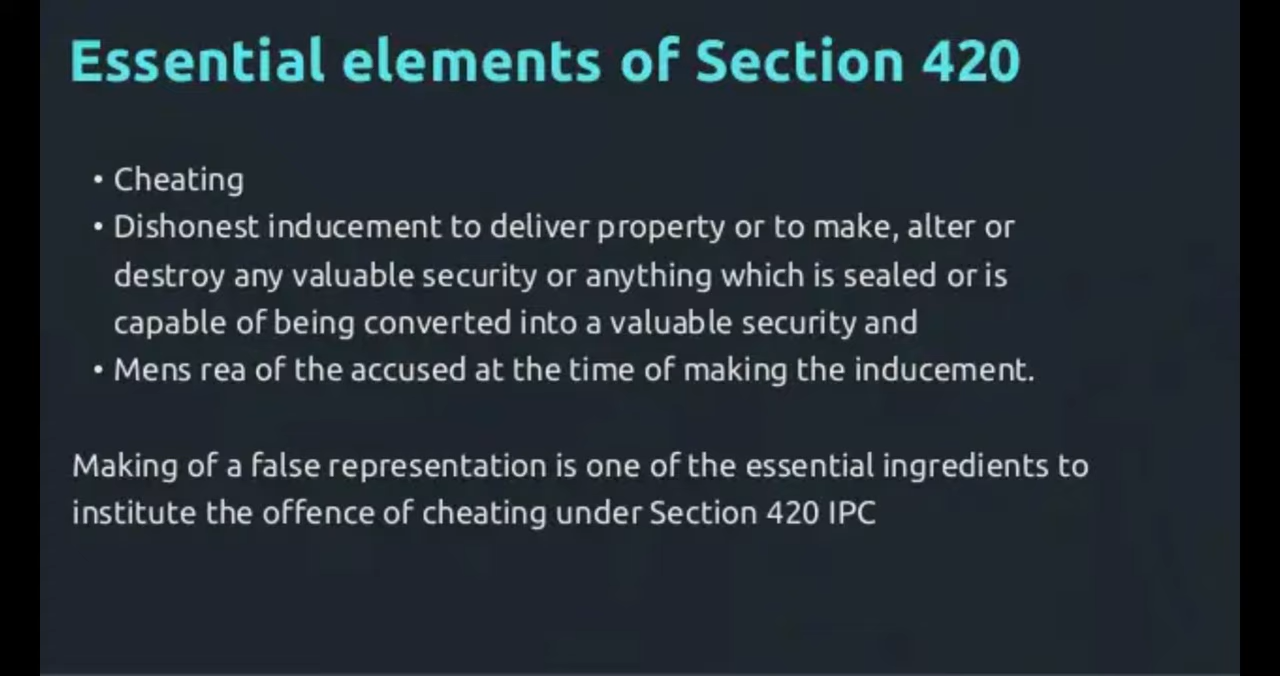 Essential elements of Section 420
• Cheating
• Dishonest inducement to deliver property or to make, alter or
destroy any valuable security or anything which is sealed or is
capable of being converted into a valuable security and
• Mens rea of the accused at the time of making the inducement.
Making of a false representation is one of the essential ingredients to
institute the offence of cheating under Section 420 IPC